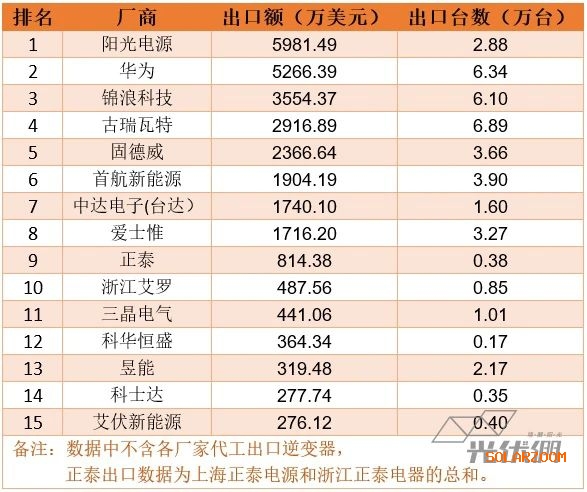 排名 厂商 出口额（万美元） 出口台数（万台）
1 阳光电源 5981.49 2.88
2 华为 5266.39 6.34
3 锦浪科技 3554.37 6.10
4 古瑞瓦特 2916.89 6.89
5 固德威 2366.64 3.66
6 首航新能源 1904.19 3.90
7 中达电子(台达） 1740.10 1.60
8 爱士惟 1716.20 3.27
9 正泰 814.38 0.38
10 浙江艾罗 487.56 0.85
11 三晶电气 441.06 1.01
12 科华恒盛 364.34 0.17
13 昱能 319.48 2.17
14 科士达 277.74 0.35
15 艾伏新能源 276.12 0.40
备注：数据中不含各厂家代工出口逆变器，
正泰出口数据为上海正泰电源和浙江正泰电器的总和。
光伏們
SOLARZOOM